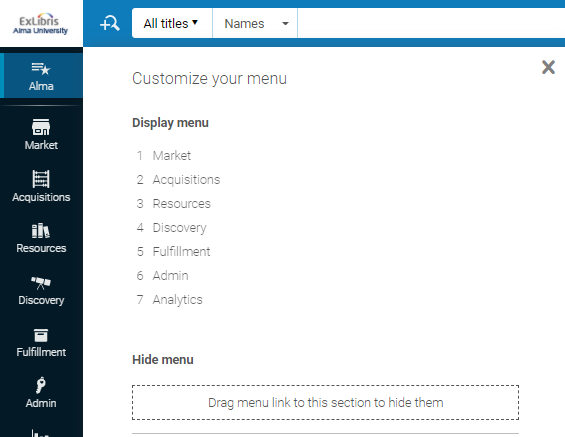 ExLibris
Alma University
All titles
Names
Alma
Market
Acquisitions
Resources
Discovery
Fulfillment
Admin
Customize your menu
Display menu
1 Market
2 Acquisitions
3 Resources
4 Discovery
5 Fulfillment
6 Admin
7 Analytics
Hide menu
Drag menu link to this section to hide them